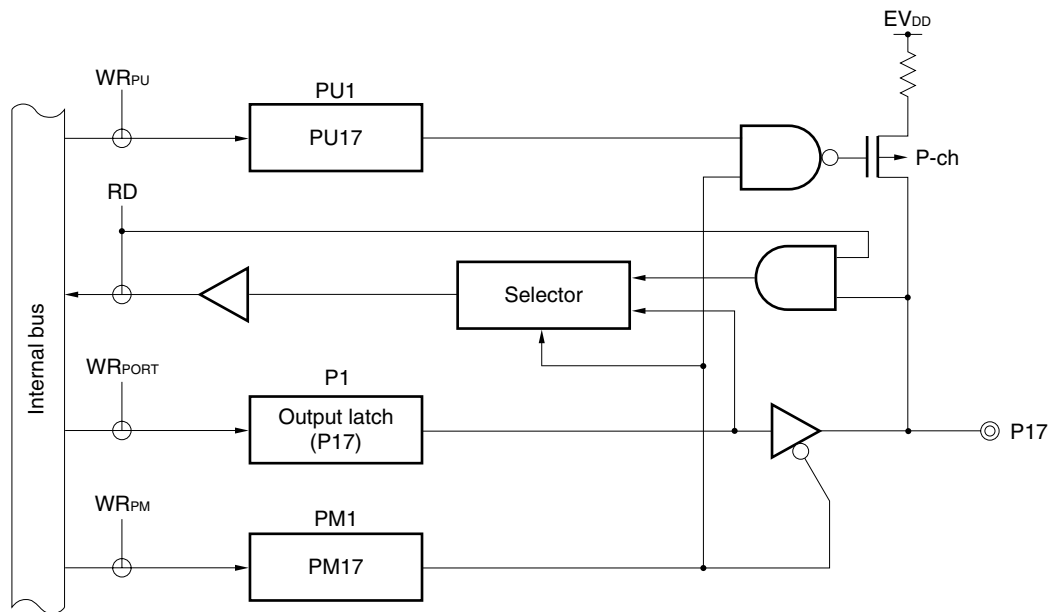 EVDD
WRPU
PU1
PU17
P-ch
RD
Selector
Internal bus
WRPORT
P1
Output latch
(P17)
P17
WRPM
PM1
PM17